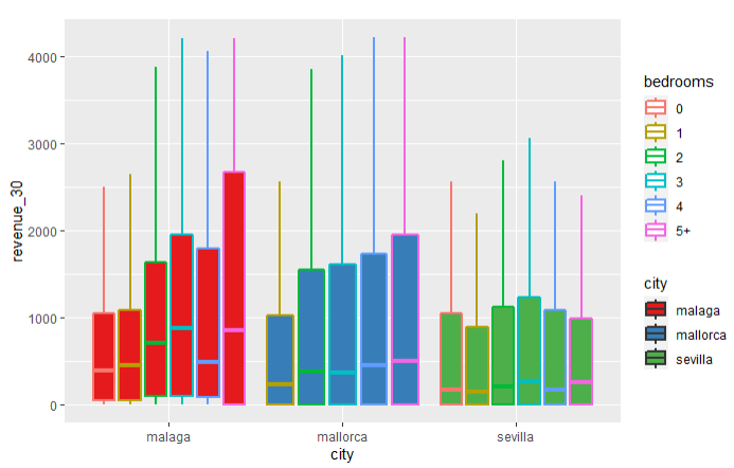 4000
3000
2000
1000
0
revenue_30
malaga
mallorca
sevilla
city
bedrooms
0
1
2
3
4
5+
city
malaga
mallorca
sevilla